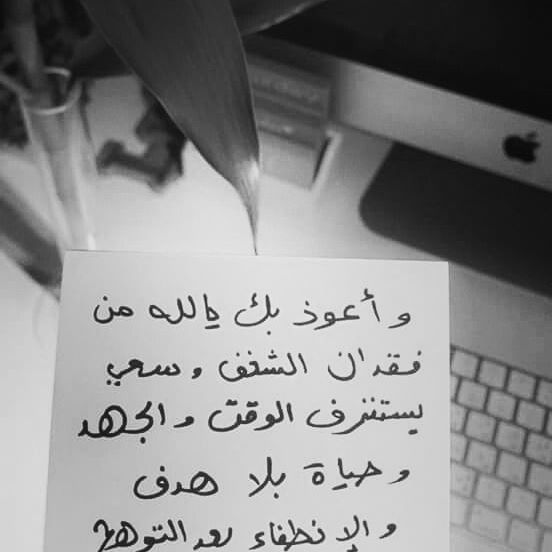 و أعوذ بك يالله من
فقدان الشغف و سعي
يستنزف الوقت و الجهد
و حياة بلا هدف
و الإنطفاء بعد التوهج